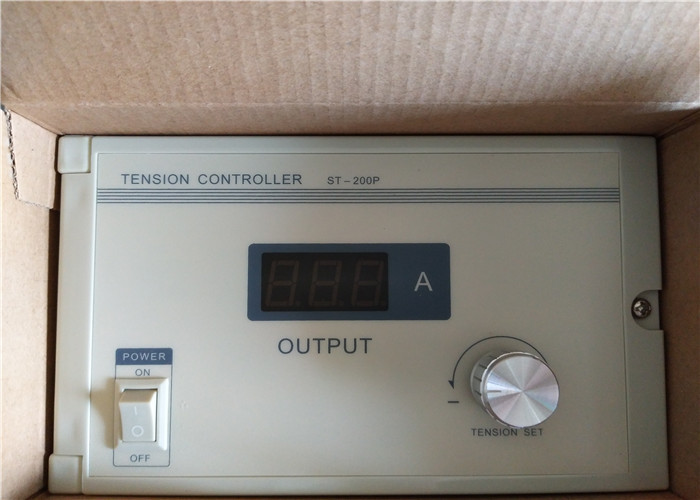 TENSION CONTROLLER ST-200P
A
OUTPUT
POWER
ON
OFF
TENSION SET